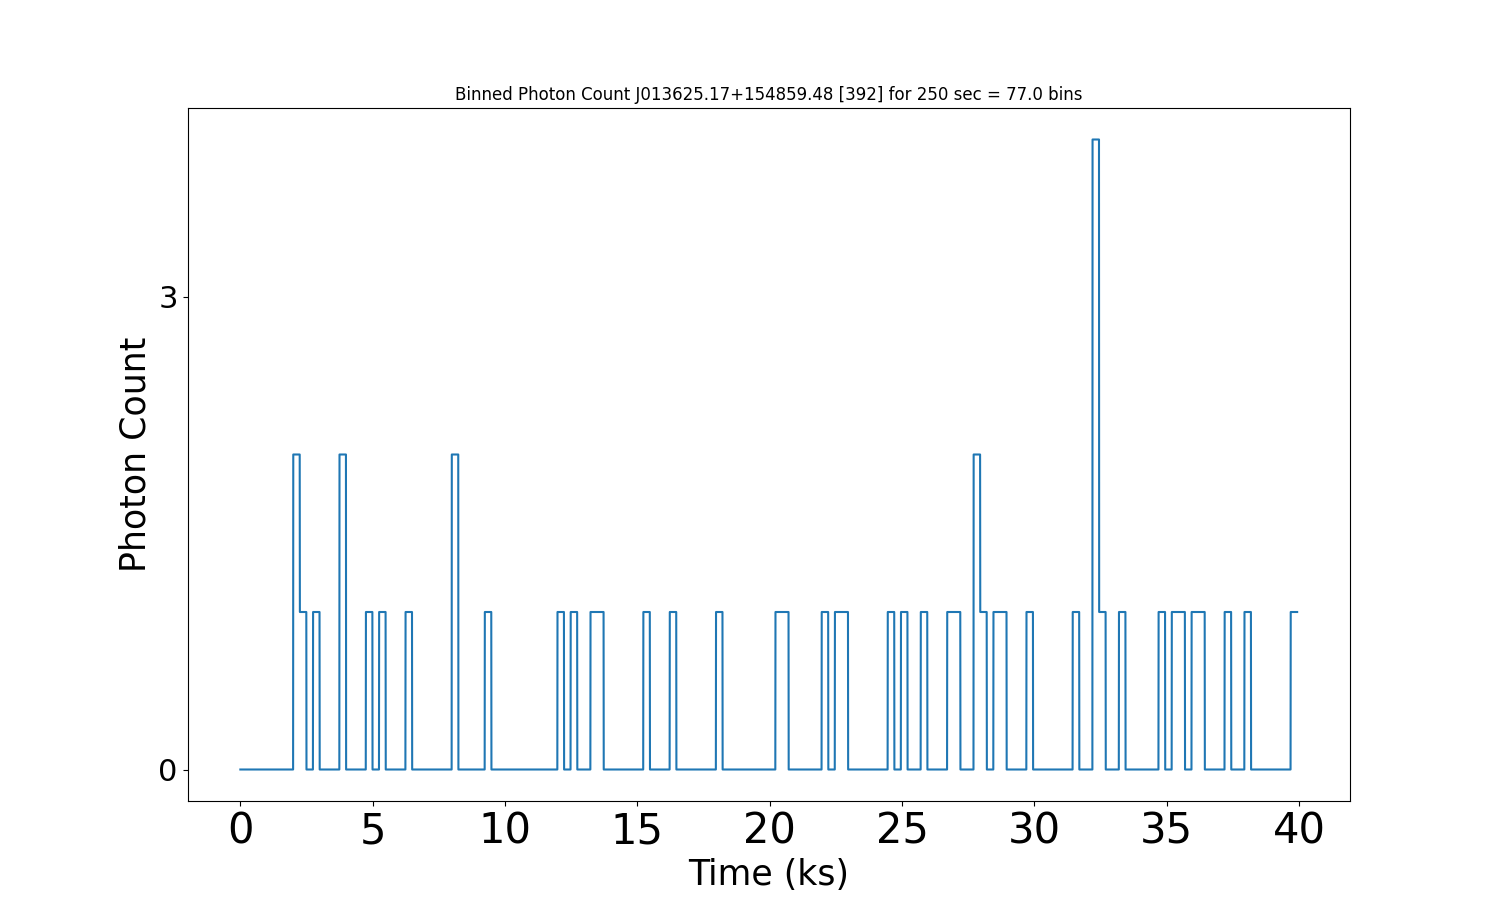 Binned Photon Count J013625.17+154859.48 [392] for 250 sec = 77.0 bins
3
Photon Count
0
0 5 10 15 20 25 30 35 40
Time (ks)